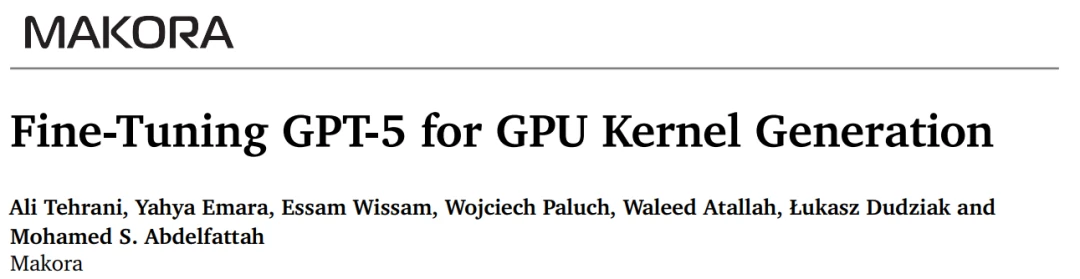 MAKORA
Fine-Tuning GPT-5 for GPU Kernel Generation
Ali Tehrani, Yahya Emara, Essam Wissam, Wojciech Paluch, Waleed Atallah, Łukasz Dudziak and
Mohamed S. Abdelfattah
Makora